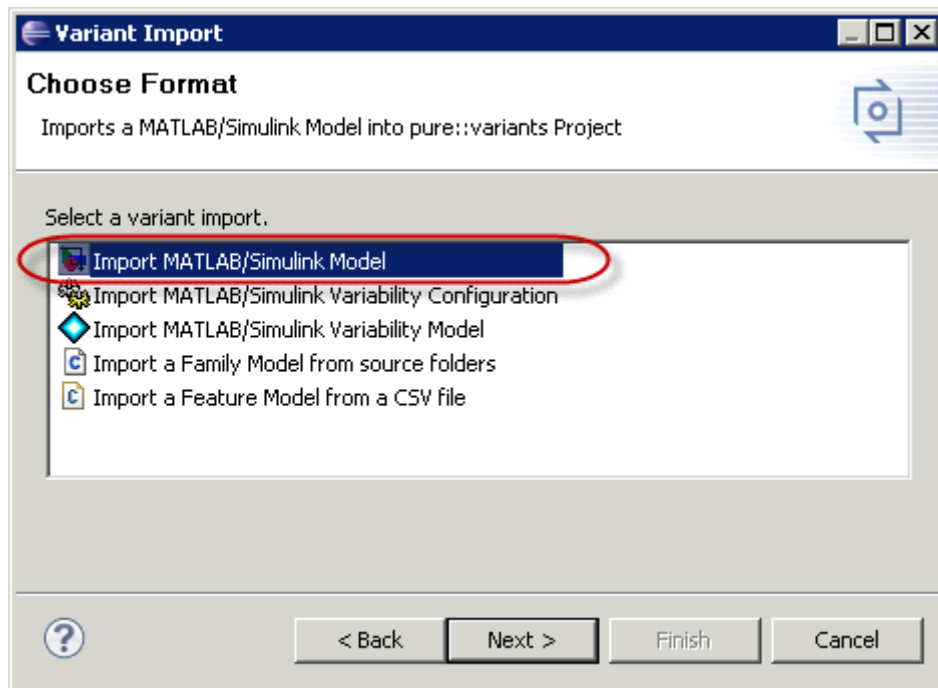 Variant Import
Choose Format
Imports a MATLAB/Simulink Model into pure::variants Project
Select a variant import.
Import MATLAB/Simulink Model
Import MATLAB/Simulink Variability Configuration
Import MATLAB/Simulink Variability Model
Import a Family Model from source folders
Import a Feature Model from a CSV file
? < Back Next > Finish Cancel